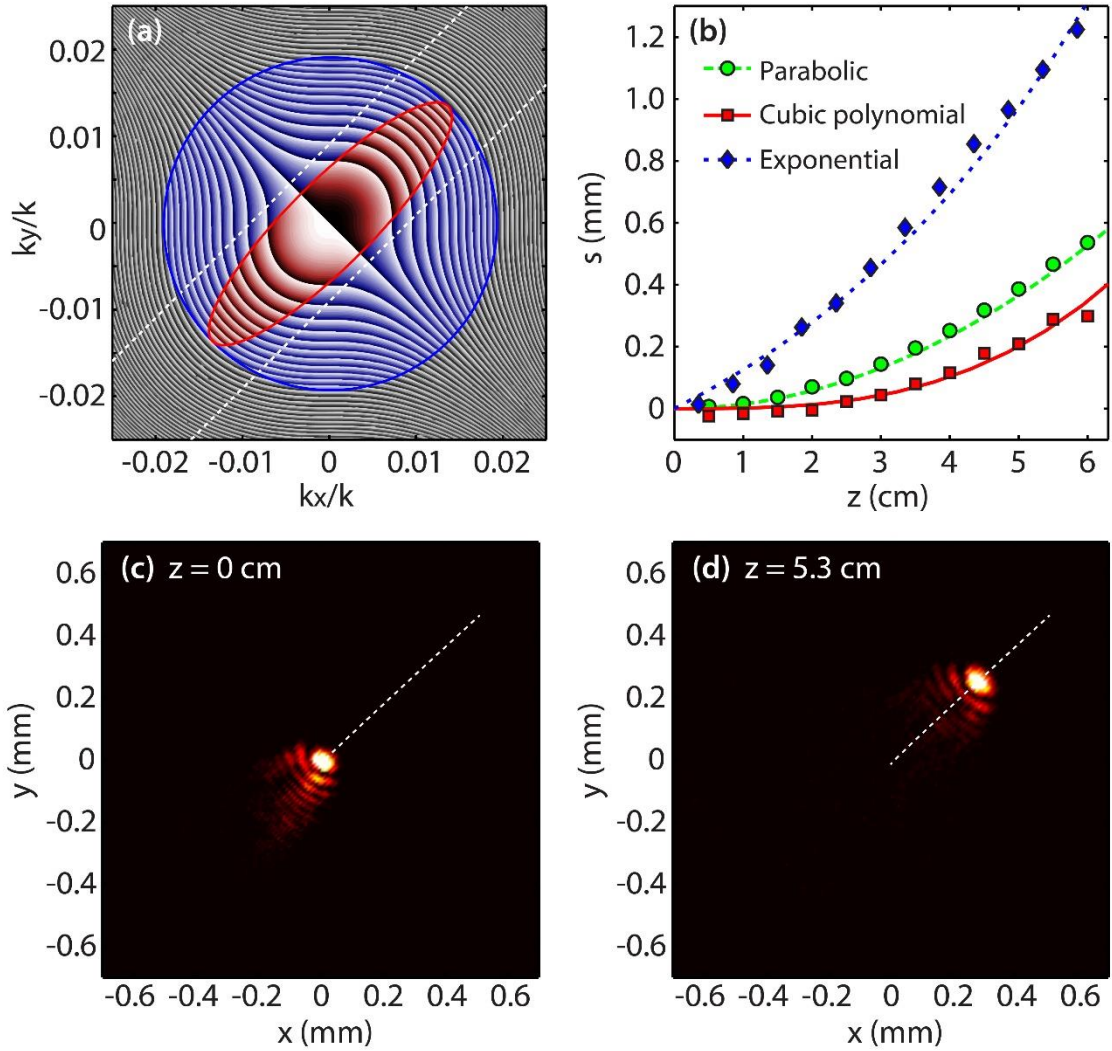 (a)
0.02
0.01
0
-0.01
-0.02
ky/k
-0.02 -0.01 0 0.01 0.02
kx/k
(b)
1.2
1.0
0.8
0.6
0.4
0.2
0
s (mm)
Parabolic
Cubic polynomial
Exponential
0 1 2 3 4 5 6
z (cm)
(c) z = 0 cm
0.6
0.4
0.2
0
-0.2
-0.4
-0.6
y (mm)
-0.6 -0.4 -0.2 0 0.2 0.4 0.6
x (mm)
(d) z = 5.3 cm
0.6
0.4
0.2
0
-0.2
-0.4
-0.6
y (mm)
-0.6 -0.4 -0.2 0 0.2 0.4 0.6
x (mm)